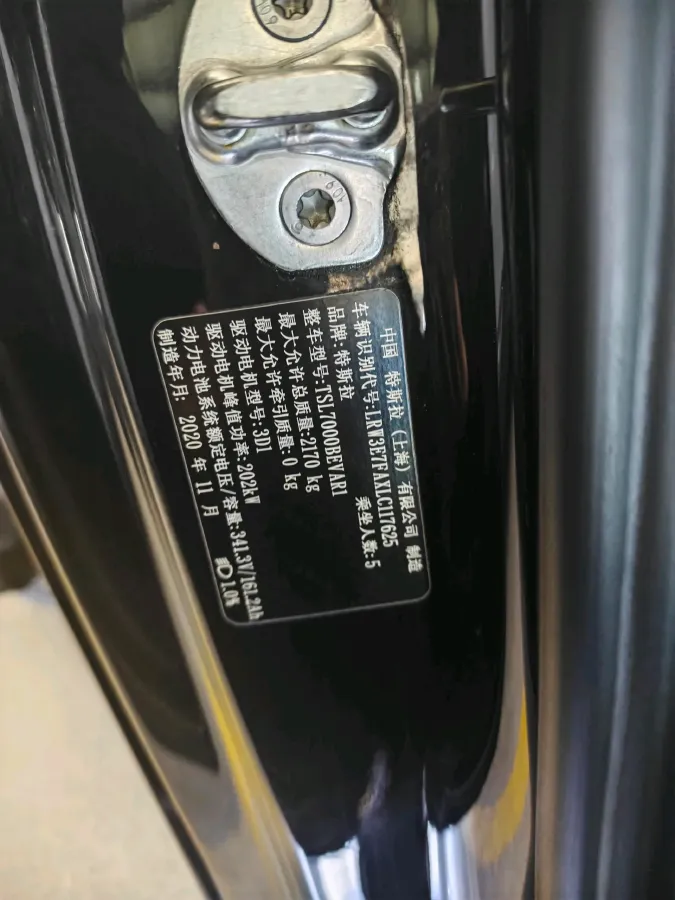 中国 特斯拉 (上海) 有限公司 制造
车辆识别代号:LRW3E7FAXLC117625
品牌:特斯拉 乘坐人数:5
整车型号:TSL7000BEVAR1
最大允许总质量:2170 kg
最大允许牵引质量:0 kg
驱动电机型号:3D1
驱动电机峰值功率:202kW
动力电池系统额定电压/容量:341.3V/161.2Ah
制造年月: 2020 年 11 月 1.0%
10.9